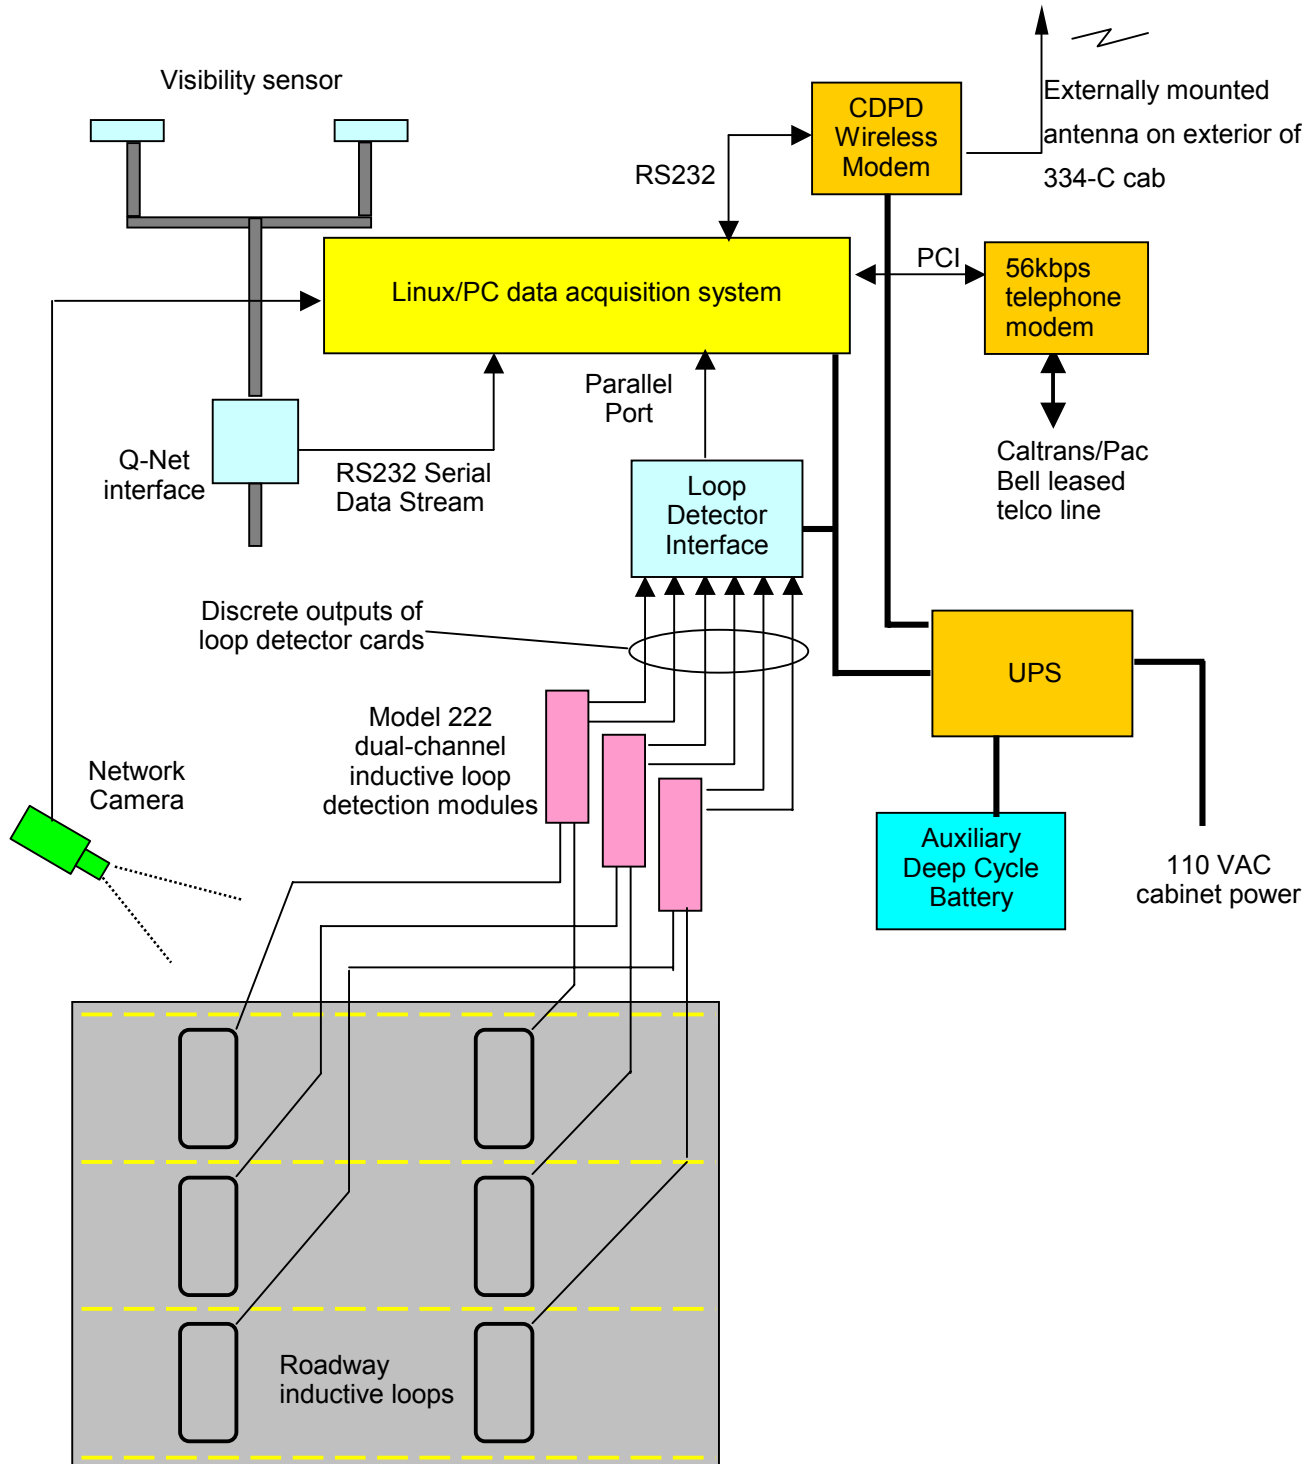 Visibility sensor
CDPD
Wireless
Modem
Externally mounted
antenna on exterior of
334-C cab
RS232
Linux/PC data acquisition system
PCI
56kbps
telephone
modem
Parallel
Port
Q-Net
interface
RS232 Serial
Data Stream
Loop
Detector
Interface
Caltrans/Pac
Bell leased
telco line
Discrete outputs of
loop detector cards
UPS
Model 222
dual-channel
inductive loop
detection modules
Network
Camera
Auxiliary
Deep Cycle
Battery
110 VAC
cabinet power
Roadway
inductive loops